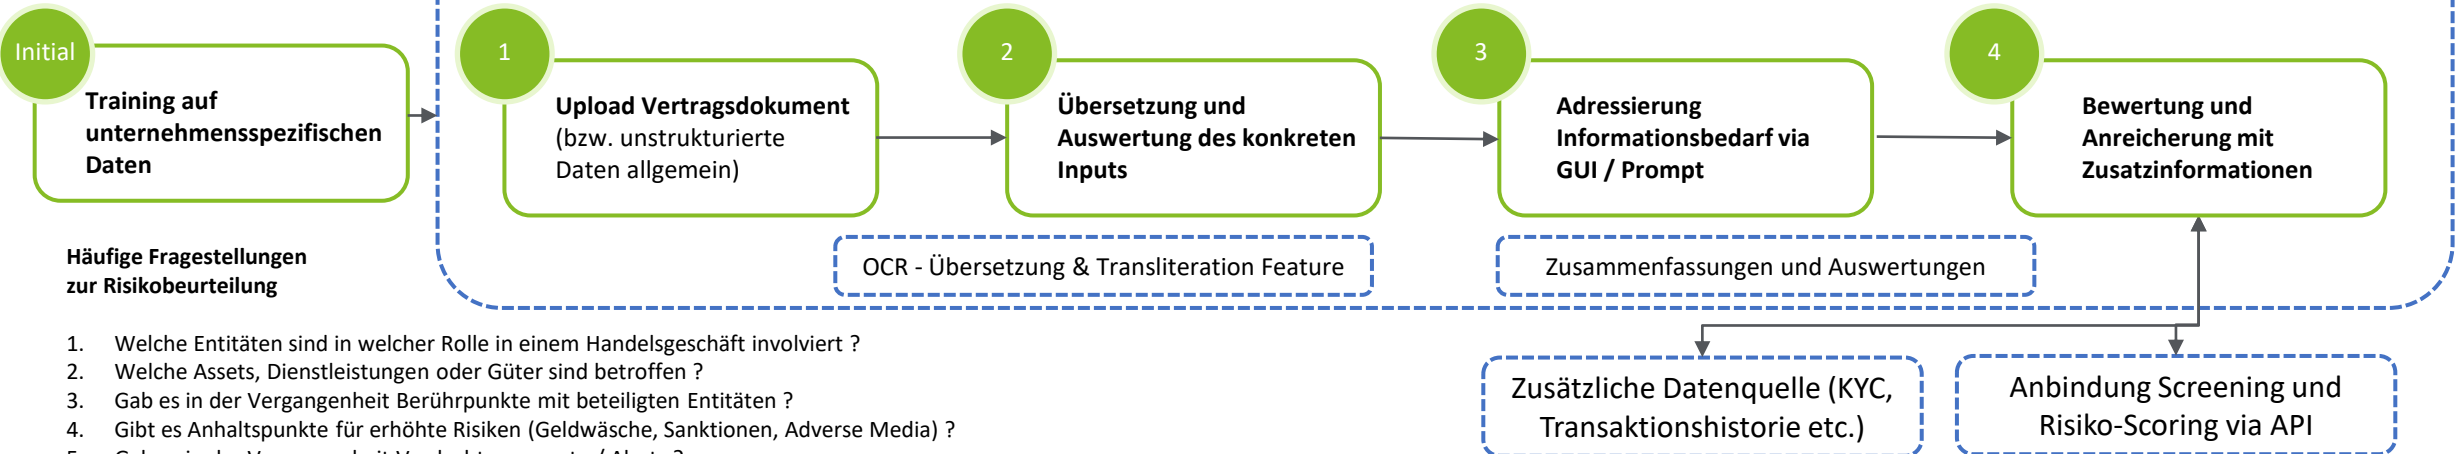 Initial
Training auf
unternehmensspezifischen
Daten
1
Upload Vertragsdokument
(bzw. unstrukturierte
Daten allgemein)
2
Übersetzung und
Auswertung des konkreten
Inputs
3
Adressierung
Informationsbedarf via
GUI / Prompt
4
Bewertung und
Anreicherung mit
Zusatzinformationen
OCR - Übersetzung & Transliteration Feature
Zusammenfassungen und Auswertungen
Häufige Fragestellungen
zur Risikobeurteilung
1. Welche Entitäten sind in welcher Rolle in einem Handelsgeschäft involviert ?
2. Welche Assets, Dienstleistungen oder Güter sind betroffen ?
3. Gab es in der Vergangenheit Berührpunkte mit beteiligten Entitäten ?
4. Gibt es Anhaltspunkte für erhöhte Risiken (Geldwäsche, Sanktionen, Adverse Media) ?
Zusätzliche Datenquelle (KYC,
Transaktionshistorie etc.)
Anbindung Screening und
Risiko-Scoring via API